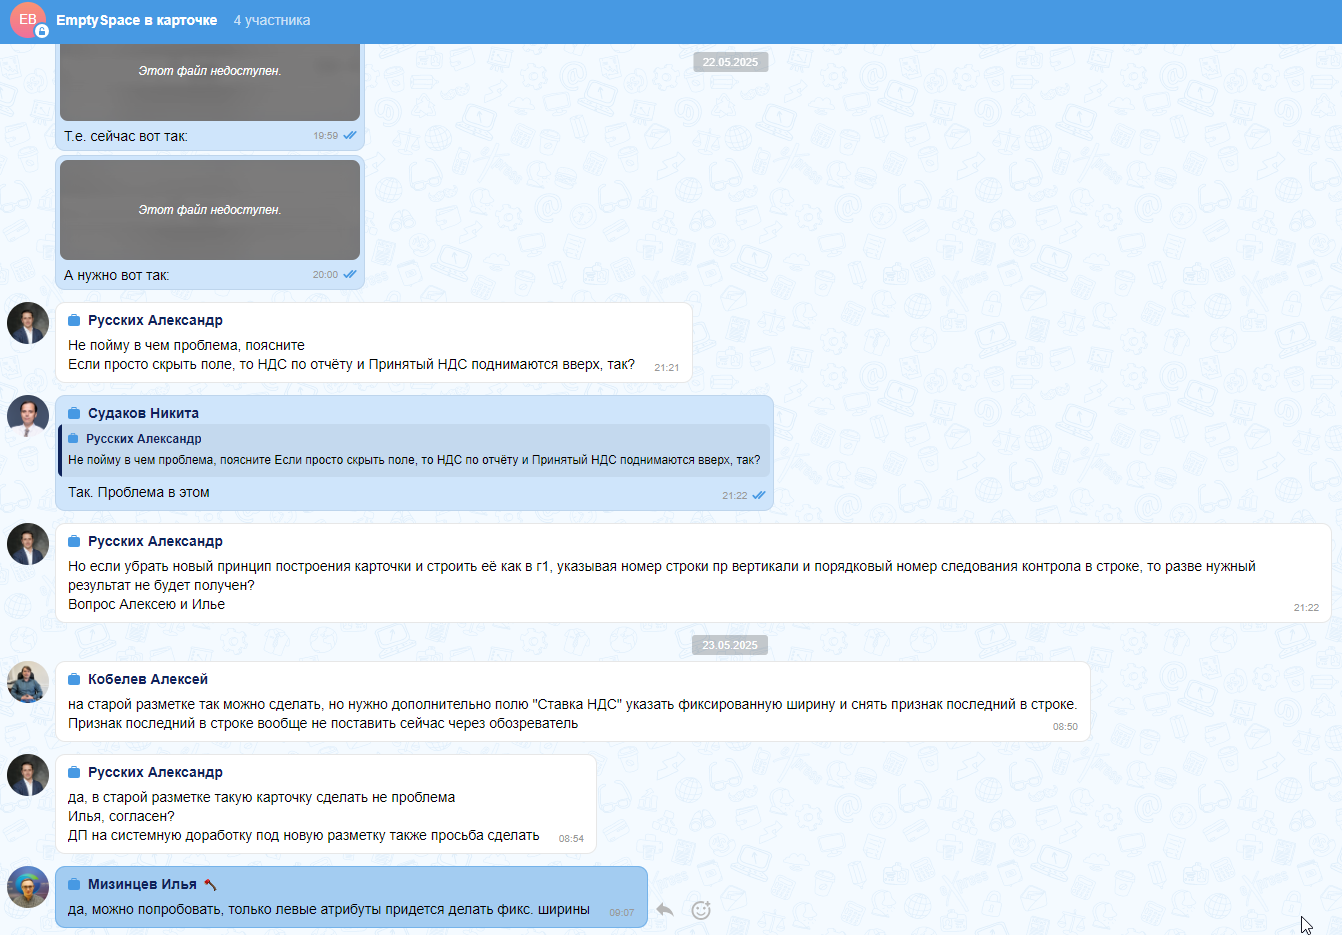 ЕВ
EmptySpace в карточке 4 участника
22.05.2025
Этот файл недоступен.
Т.е. сейчас вот так: 19:59
Этот файл недоступен.
А нужно вот так: 20:00
Русских Александр
Не пойму в чем проблема, поясните
Если просто скрыть поле, то НДС по отчёту и Принятый НДС поднимаются вверх, так? 21:21
Судаков Никита
Русских Александр
Не пойму в чем проблема, поясните Если просто скрыть поле, то НДС по отчёту и Принятый НДС поднимаются вверх, так?
Так. Проблема в этом 21:22
Русских Александр
Но если убрать новый принцип построения карточки и строить её как в г1, указывая номер строки пр вертикали и порядковый номер следования контрола в строке, то разве нужный
результат не будет получен?
Вопрос Алексею и Илье 21:22
23.05.2025
Кобелев Алексей
на старой разметке так можно сделать, но нужно дополнительно полю "Ставка НДС" указать фиксированную ширину и снять признак последний в строке.
Признак последний в строке вообще не поставить сейчас через обозреватель 08:50
Русских Александр
да, в старой разметке такую карточку сделать не проблема
Илья, согласен?
ДП на системную доработку под новую разметку также просьба сделать 08:54
Мизинцев Илья
да, можно попробовать, только левые атрибуты придется делать фикс. ширины 09:07